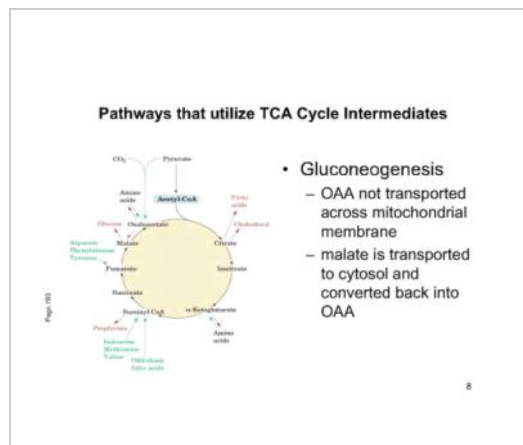 Pathways that utilize TCA Cycle Intermediates
CO₂
Pyruvate
Amino
acids
Acetyl-CoA
Fatty
acids
Oxaloacetate
Glucose
Cholesterol
Malate
Citrate
Aspartate
Phenylalanine
Tyrosine
Fumarate
Isocitrate
Succinate
Succinyl-CoA
α-Ketoglutarate
Porphyrins
Amino
acids
Isoleucine
Methionine
Valine
Odd-chain
fatty acids
• Gluconeogenesis
– OAA not transported
across mitochondrial
membrane
– malate is transported
to cytosol and
converted back into
OAA
Page 193
8